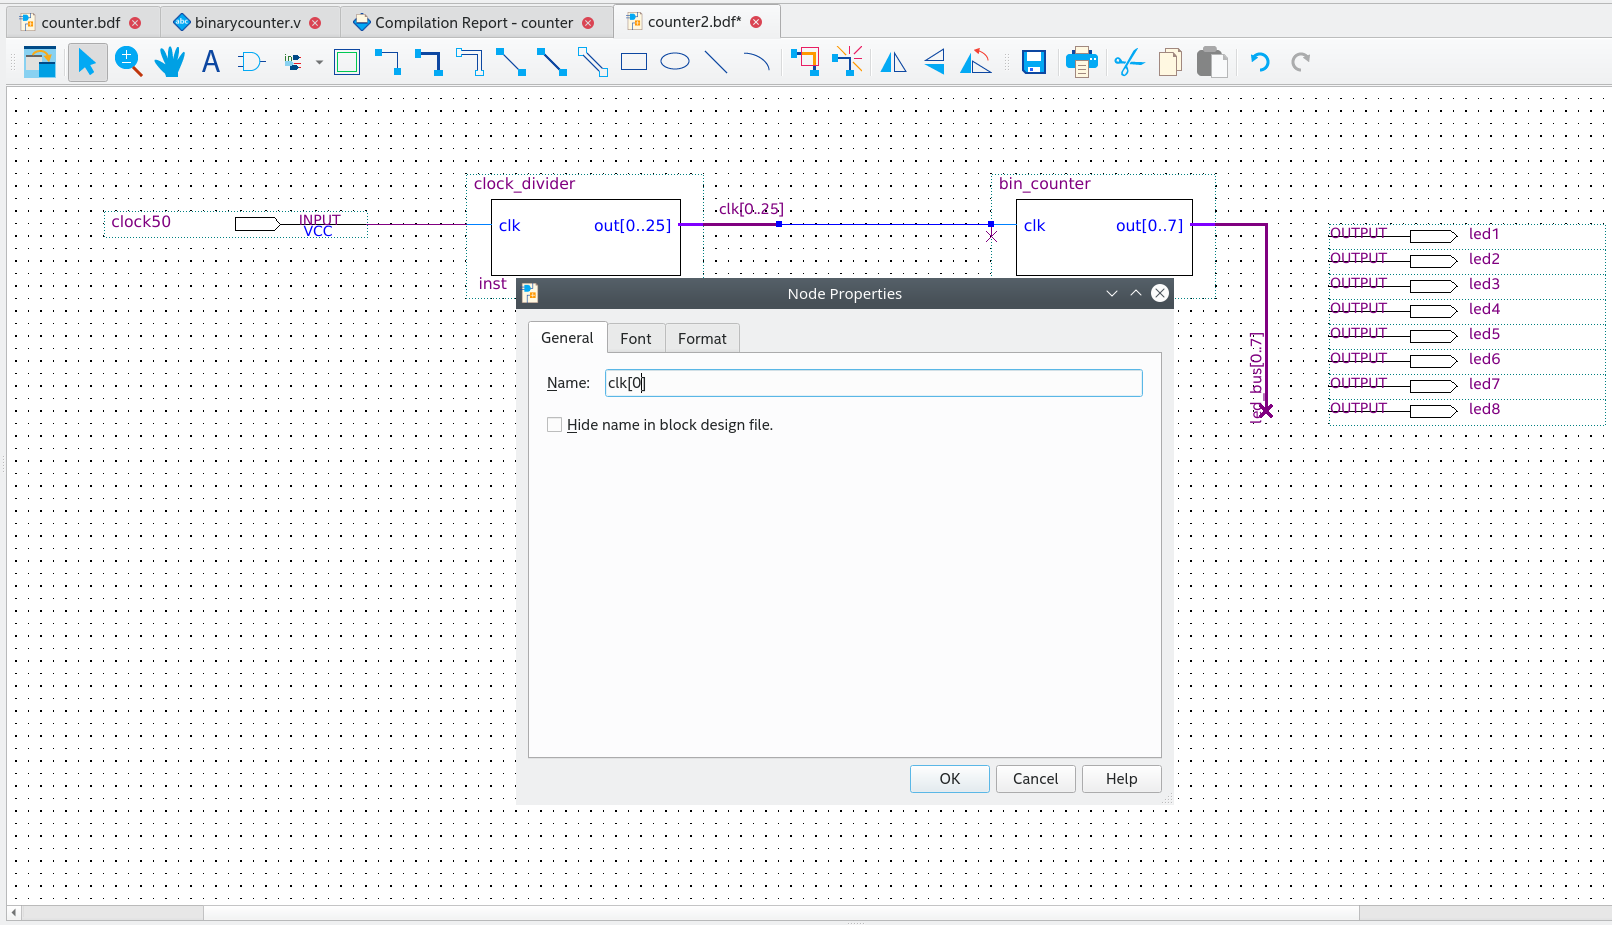 counter.bdf
binarycounter.v
Compilation Report - counter
counter2.bdf*
clock50
INPUT
VCC
clock_divider
clk
out[0..25]
inst
clk[0..25]
bin_counter
clk
out[0..7]
led_bus[0..7]
OUTPUT led1
OUTPUT led2
OUTPUT led3
OUTPUT led4
OUTPUT led5
OUTPUT led6
OUTPUT led7
OUTPUT led8
Node Properties
General
Font
Format
Name: clk[0]
Hide name in block design file.
OK
Cancel
Help